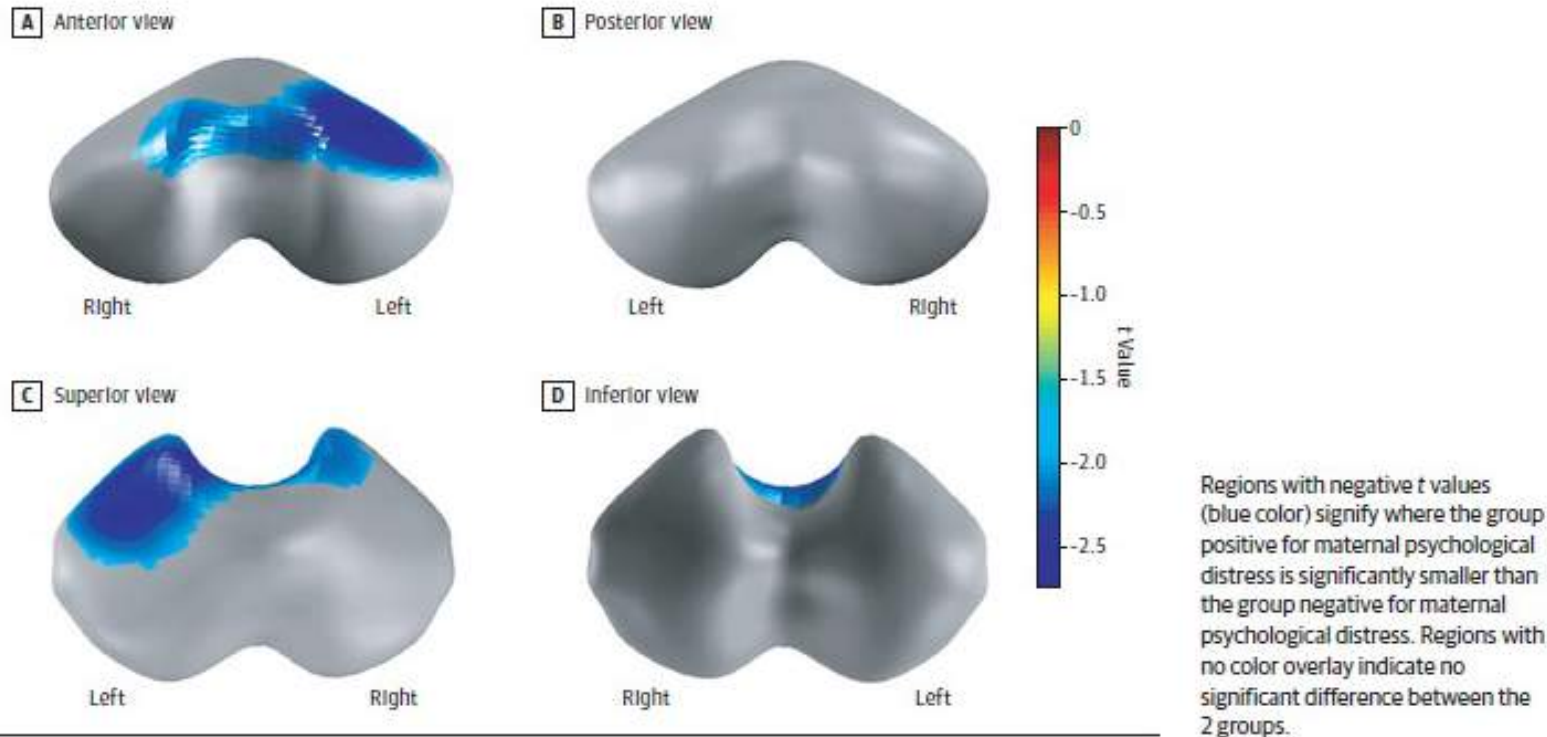 A Anterior view
B Posterior view
Right Left
Left Right
C Superior view
D Inferior view
Left Right
Right Left
0
-0.5
-1.0
-1.5
-2.0
-2.5
t Value
Regions with negative t values
(blue color) signify where the group
positive for maternal psychological
distress is significantly smaller than
the group negative for maternal
psychological distress. Regions with
no color overlay indicate no
significant difference between the
2 groups.